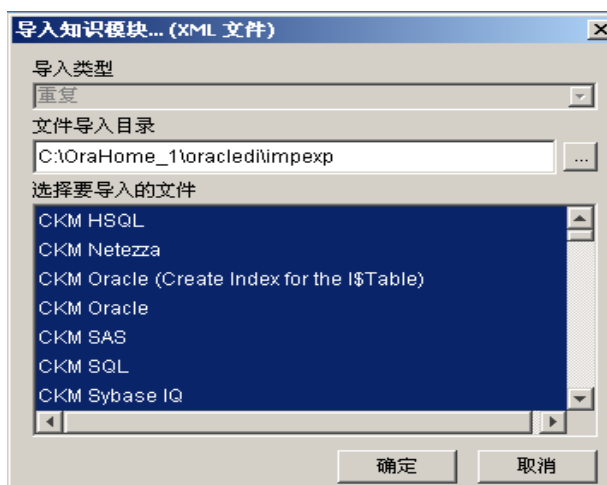 导入知识模块... (XML 文件)
导入类型
重复
文件导入目录
C:\OraHome_1\oracledi\impexp
...
选择要导入的文件
CKM HSQL
CKM Netezza
CKM Oracle (Create Index for the I$Table)
CKM Oracle
CKM SAS
CKM SQL
CKM Sybase IQ
确定 取消